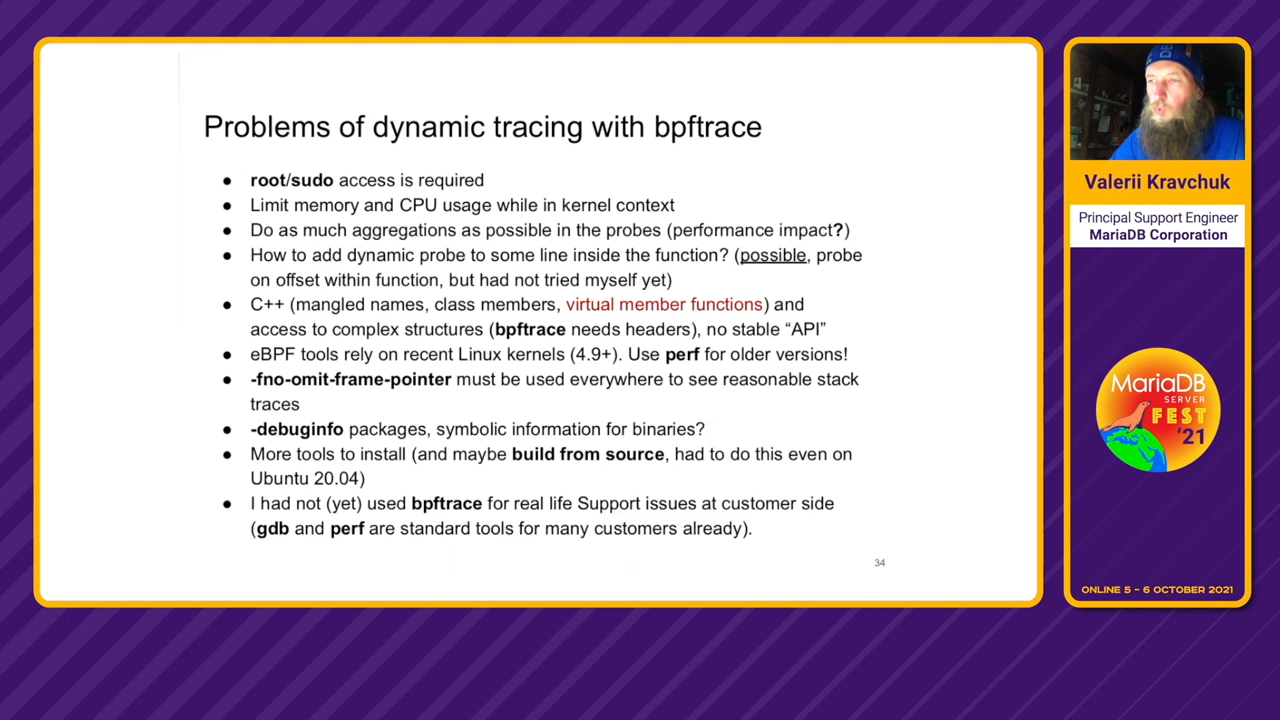 Problems of dynamic tracing with bpftrace
● root/sudo access is required
● Limit memory and CPU usage while in kernel context
● Do as much aggregations as possible in the probes (performance impact?)
● How to add dynamic probe to some line inside the function? (possible, probe
on offset within function, but had not tried myself yet)
● C++ (mangled names, class members, virtual member functions) and
access to complex structures (bpftrace needs headers), no stable “API”
● eBPF tools rely on recent Linux kernels (4.9+). Use perf for older versions!
● -fno-omit-frame-pointer must be used everywhere to see reasonable stack
traces
● -debuginfo packages, symbolic information for binaries?
● More tools to install (and maybe build from source, had to do this even on
Ubuntu 20.04)
● I had not (yet) used bpftrace for real life Support issues at customer side
(gdb and perf are standard tools for many customers already).
34
Valerii Kravchuk
Principal Support Engineer
MariaDB Corporation
MariaDB
SERVER
FEST
'21
ONLINE 5 - 6 OCTOBER 2021